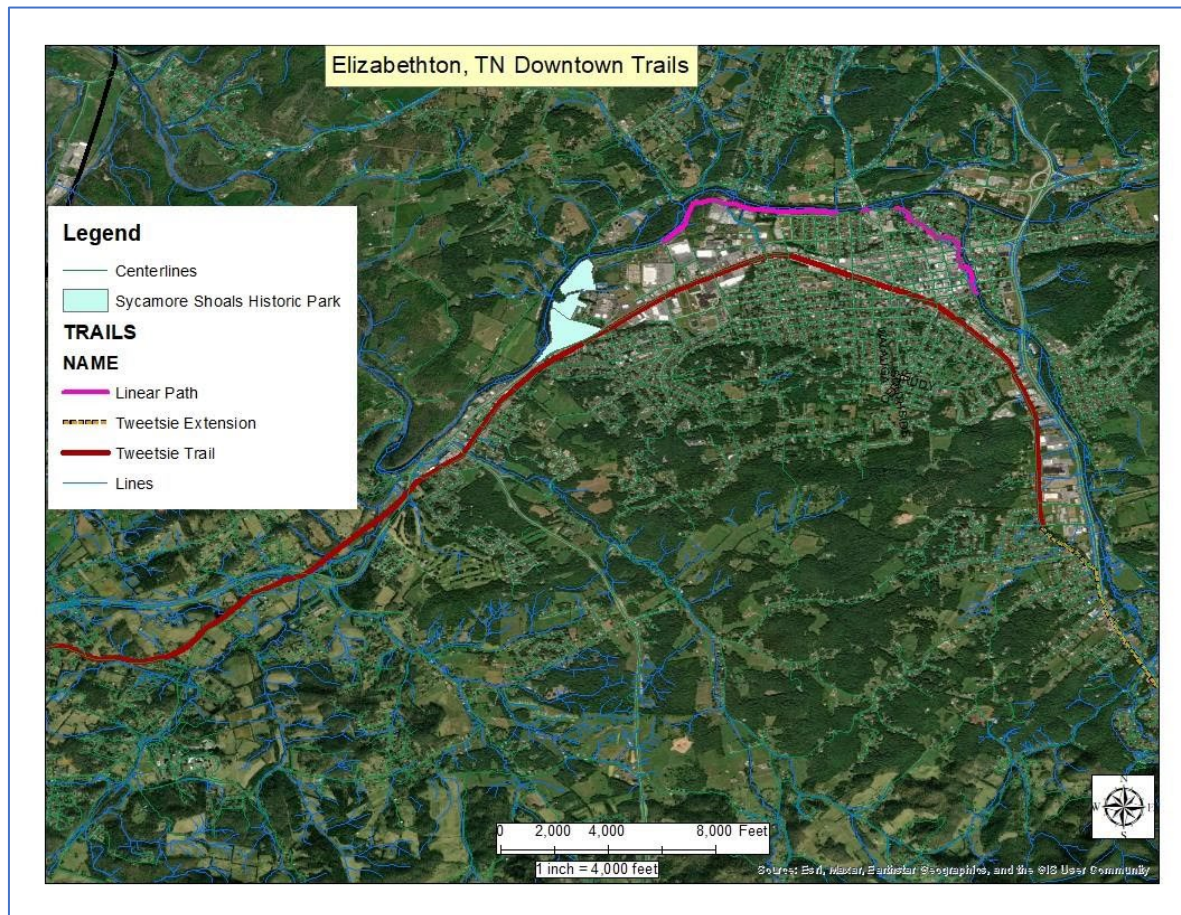 Elizabethton, TN Downtown Trails
Legend
Centerlines
Sycamore Shoals Historic Park
TRAILS
NAME
Linear Path
Tweetsie Extension
Tweetsie Trail
Lines
N
W E
S
0 2,000 4,000 8,000 Feet
1 inch = 4,000 feet
Source: Esri, Maxar, Earthstar Geographics, and the GIS User Community